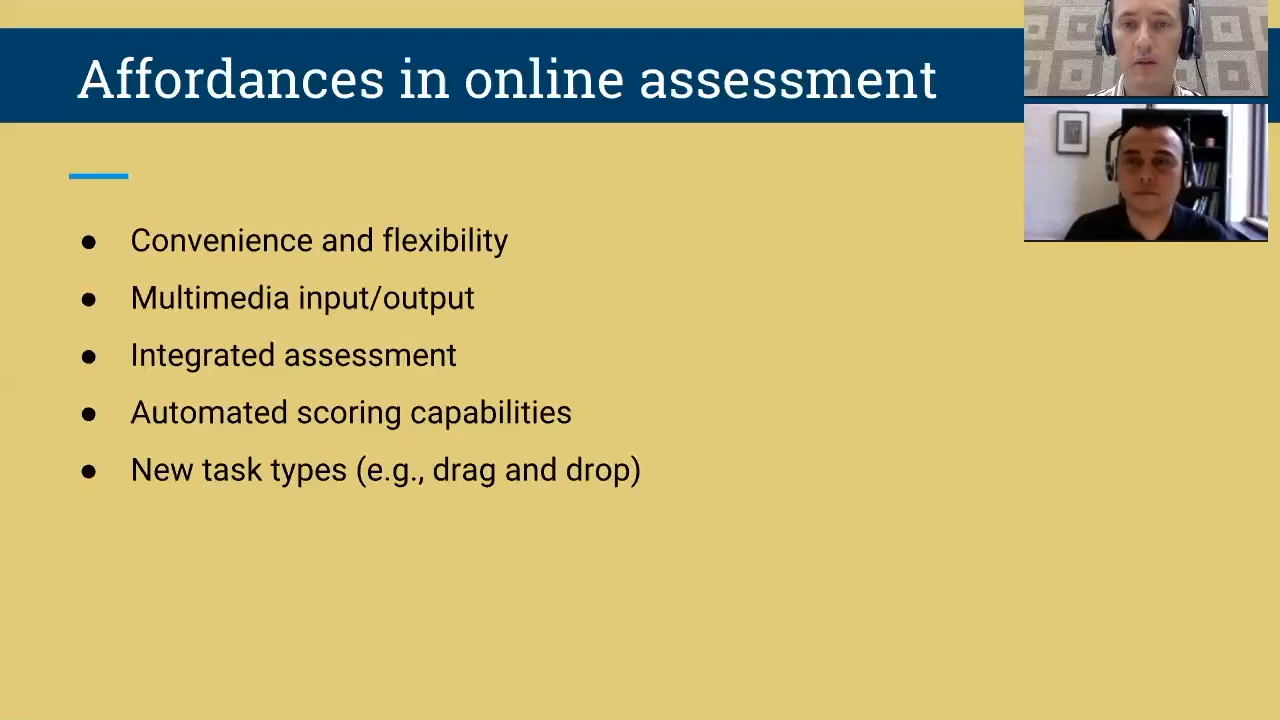 Affordances in online assessment
● Convenience and flexibility
● Multimedia input/output
● Integrated assessment
● Automated scoring capabilities
● New task types (e.g., drag and drop)